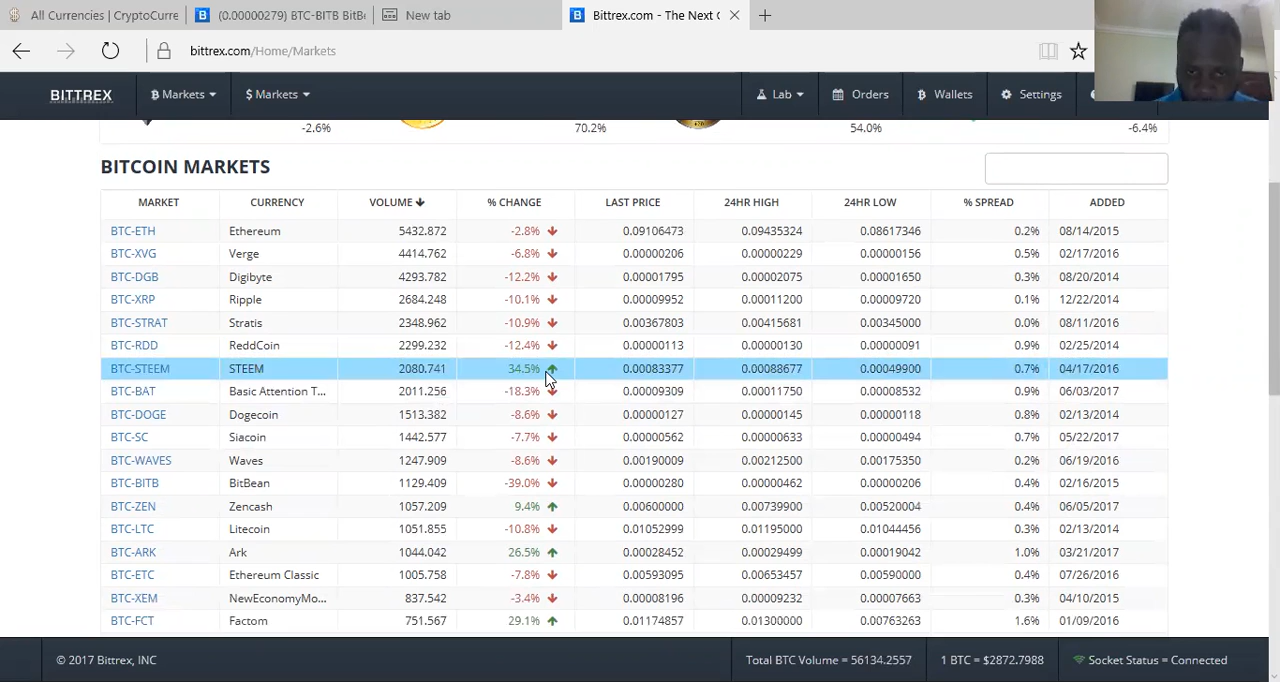 All Currencies | CryptoCurre
(0.00000279) BTC-BITB BitBe
New tab
Bittrex.com - The Next
bittrex.com/Home/Markets
BITTREX
Markets
$ Markets
Lab
Orders
Wallets
Settings
-2.6%
70.2%
54.0%
-6.4%
BITCOIN MARKETS
MARKET CURRENCY VOLUME % CHANGE LAST PRICE 24HR HIGH 24HR LOW % SPREAD ADDED
BTC-ETH Ethereum 5432.872 -2.8% 0.09106473 0.09435324 0.08617346 0.2% 08/14/2015
BTC-XVG Verge 4414.762 -6.8% 0.00000206 0.00000229 0.00000156 0.5% 02/17/2016
BTC-DGB Digibyte 4293.782 -12.2% 0.00001795 0.00002075 0.00001650 0.3% 08/20/2014
BTC-XRP Ripple 2684.248 -10.1% 0.00009952 0.00011200 0.00009720 0.1% 12/22/2014
BTC-STRAT Stratis 2348.962 -10.9% 0.00367803 0.00415681 0.00345000 0.0% 08/11/2016
BTC-RDD ReddCoin 2299.232 -12.4% 0.00000113 0.00000130 0.00000091 0.9% 02/25/2014
BTC-STEEM STEEM 2080.741 34.5% 0.00083377 0.00088677 0.00049900 0.7% 04/17/2016
BTC-BAT Basic Attention T... 2011.256 -18.3% 0.00009309 0.00011750 0.00008532 0.9% 06/03/2017
BTC-DOGE Dogecoin 1513.382 -8.6% 0.00000127 0.00000145 0.00000118 0.8% 02/13/2014
BTC-SC Siacoin 1442.577 -7.7% 0.00000562 0.00000633 0.00000494 0.7% 05/22/2017
BTC-WAVES Waves 1247.909 -8.6% 0.00190009 0.00212500 0.00175350 0.2% 06/19/2016
BTC-BITB BitBean 1129.409 -39.0% 0.00000280 0.00000462 0.00000206 0.4% 02/16/2015
BTC-ZEN Zencash 1057.209 9.4% 0.00600000 0.00739900 0.00520004 0.4% 06/05/2017
BTC-LTC Litecoin 1051.855 -10.8% 0.01052999 0.01195000 0.01044456 0.3% 02/13/2014
BTC-ARK Ark 1044.042 26.5% 0.00028452 0.00029499 0.00019042 1.0% 03/21/2017
BTC-ETC Ethereum Classic 1005.758 -7.8% 0.00593095 0.00653457 0.00590000 0.4% 07/26/2016
BTC-XEM NewEconomyMo... 837.542 -3.4% 0.00008196 0.00009232 0.00007663 0.3% 04/10/2015
BTC-FCT Factom 751.567 29.1% 0.01174857 0.01300000 0.00763263 1.6% 01/09/2016
© 2017 Bittrex, INC
Total BTC Volume = 56134.2557
1 BTC = $2872.7988
Socket Status = Connected